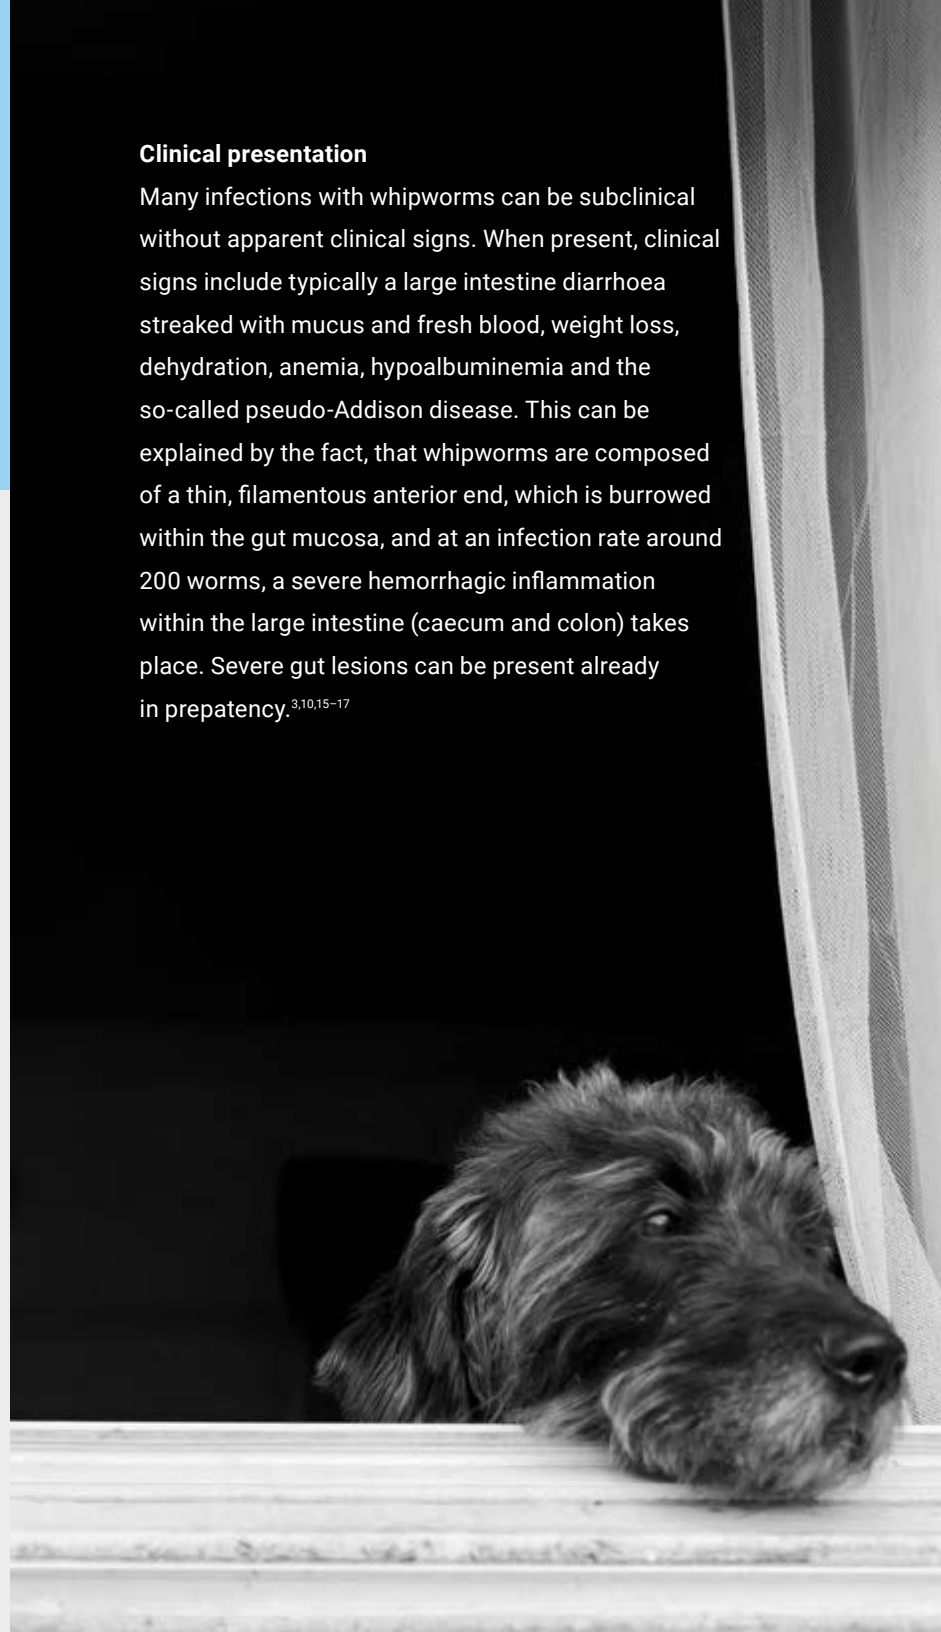 Clinical presentation
Many infections with whipworms can be subclinical
without apparent clinical signs. When present, clinical
signs include typically a large intestine diarrhoea
streaked with mucus and fresh blood, weight loss,
dehydration, anemia, hypoalbuminemia and the
so-called pseudo-Addison disease. This can be
explained by the fact, that whipworms are composed
of a thin, filamentous anterior end, which is burrowed
within the gut mucosa, and at an infection rate around
200 worms, a severe hemorrhagic inflammation
within the large intestine (caecum and colon) takes
place. Severe gut lesions can be present already
in prepatency.3,10,15–17